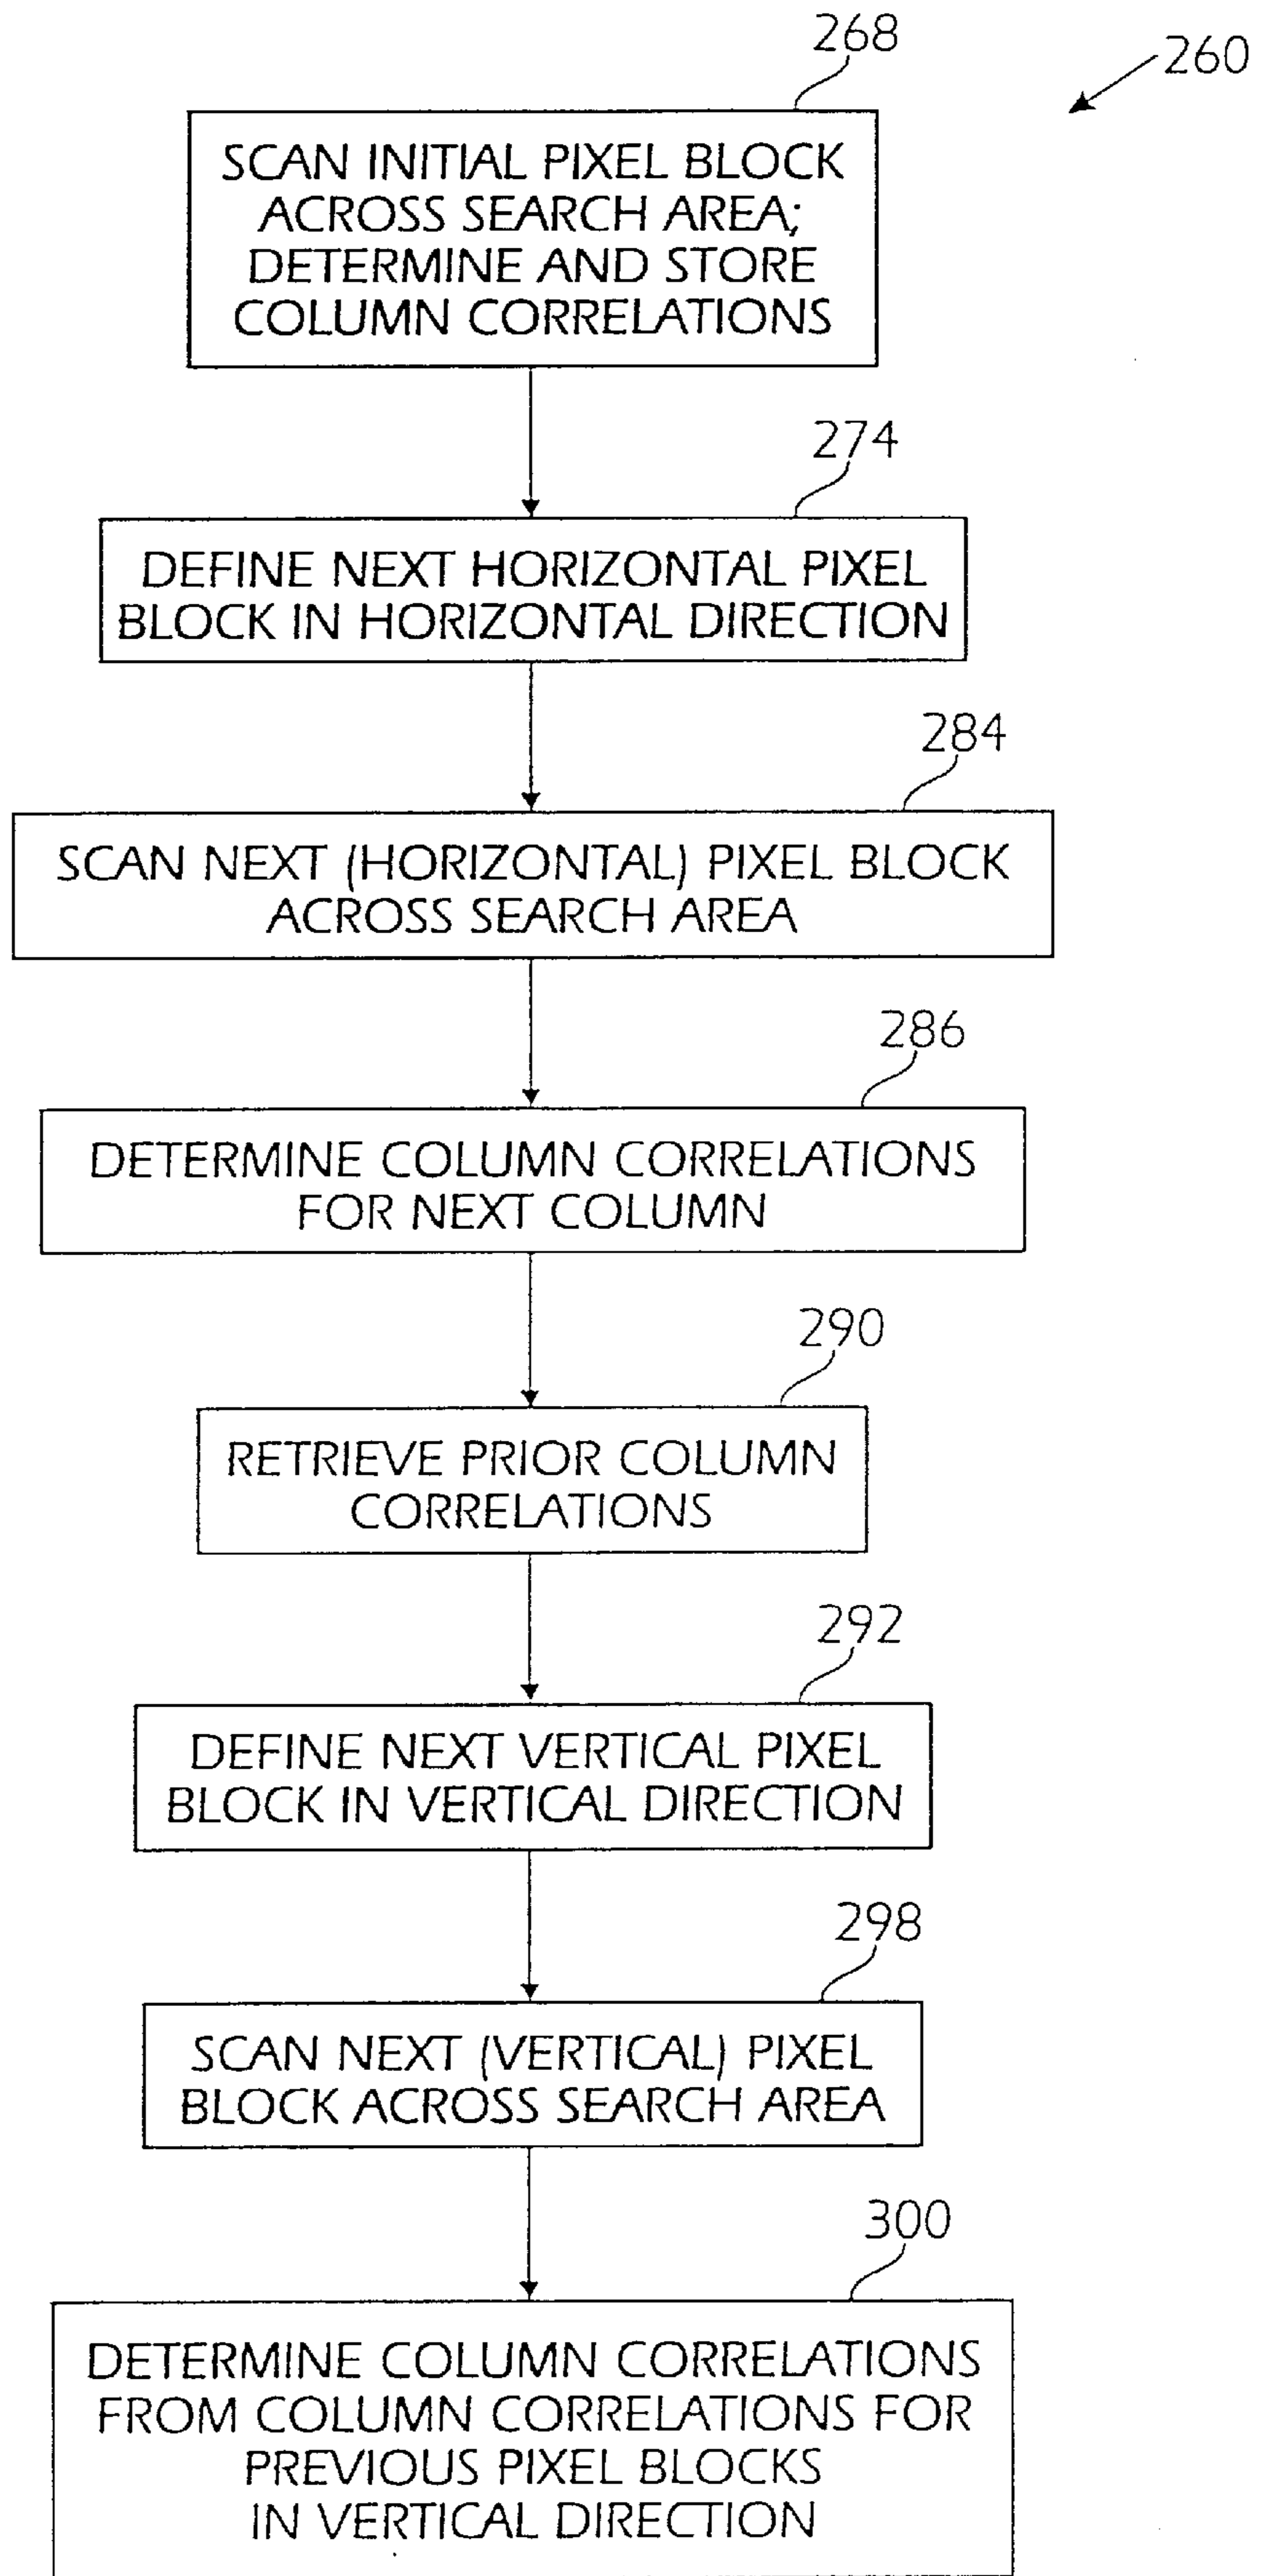 268
260
SCAN INITIAL PIXEL BLOCK
ACROSS SEARCH AREA;
DETERMINE AND STORE
COLUMN CORRELATIONS
274
DEFINE NEXT HORIZONTAL PIXEL
BLOCK IN HORIZONTAL DIRECTION
284
SCAN NEXT (HORIZONTAL) PIXEL BLOCK
ACROSS SEARCH AREA
286
DETERMINE COLUMN CORRELATIONS
FOR NEXT COLUMN
290
RETRIEVE PRIOR COLUMN
CORRELATIONS
292
DEFINE NEXT VERTICAL PIXEL
BLOCK IN VERTICAL DIRECTION
298
SCAN NEXT (VERTICAL) PIXEL
BLOCK ACROSS SEARCH AREA
300
DETERMINE COLUMN CORRELATIONS
FROM COLUMN CORRELATIONS FOR
PREVIOUS PIXEL BLOCKS
IN VERTICAL DIRECTION